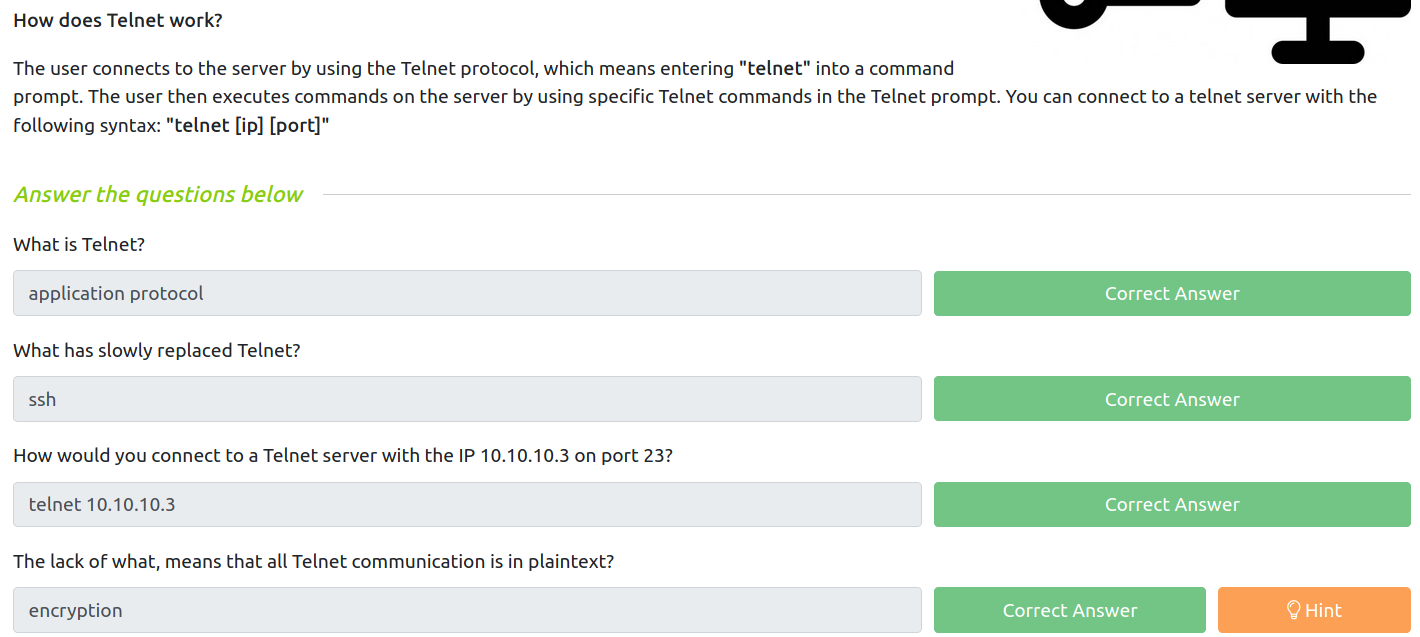 How does Telnet work?
The user connects to the server by using the Telnet protocol, which means entering "telnet" into a command
prompt. The user then executes commands on the server by using specific Telnet commands in the Telnet prompt. You can connect to a telnet server with the
following syntax: "telnet [ip] [port]"
Answer the questions below
What is Telnet?
application protocol
Correct Answer
What has slowly replaced Telnet?
ssh
Correct Answer
How would you connect to a Telnet server with the IP 10.10.10.3 on port 23?
telnet 10.10.10.3
Correct Answer
The lack of what, means that all Telnet communication is in plaintext?
encryption
Correct Answer
Hint